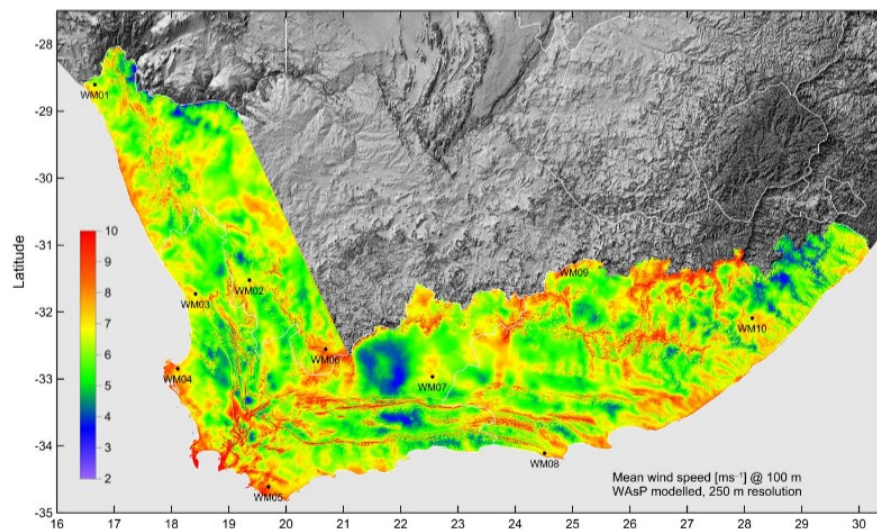 -28
-29
-30
-31
-32
-33
-34
-35
Latitude
16 17 18 19 20 21 22 23 24 25 26 27 28 29 30
10
9
8
7
6
5
4
3
2
WM01
WM02
WM03
WM04
WM05
WM06
WM07
WM08
WM09
WM10
Mean wind speed [ms⁻¹] @ 100 m
WAsP modelled, 250 m resolution